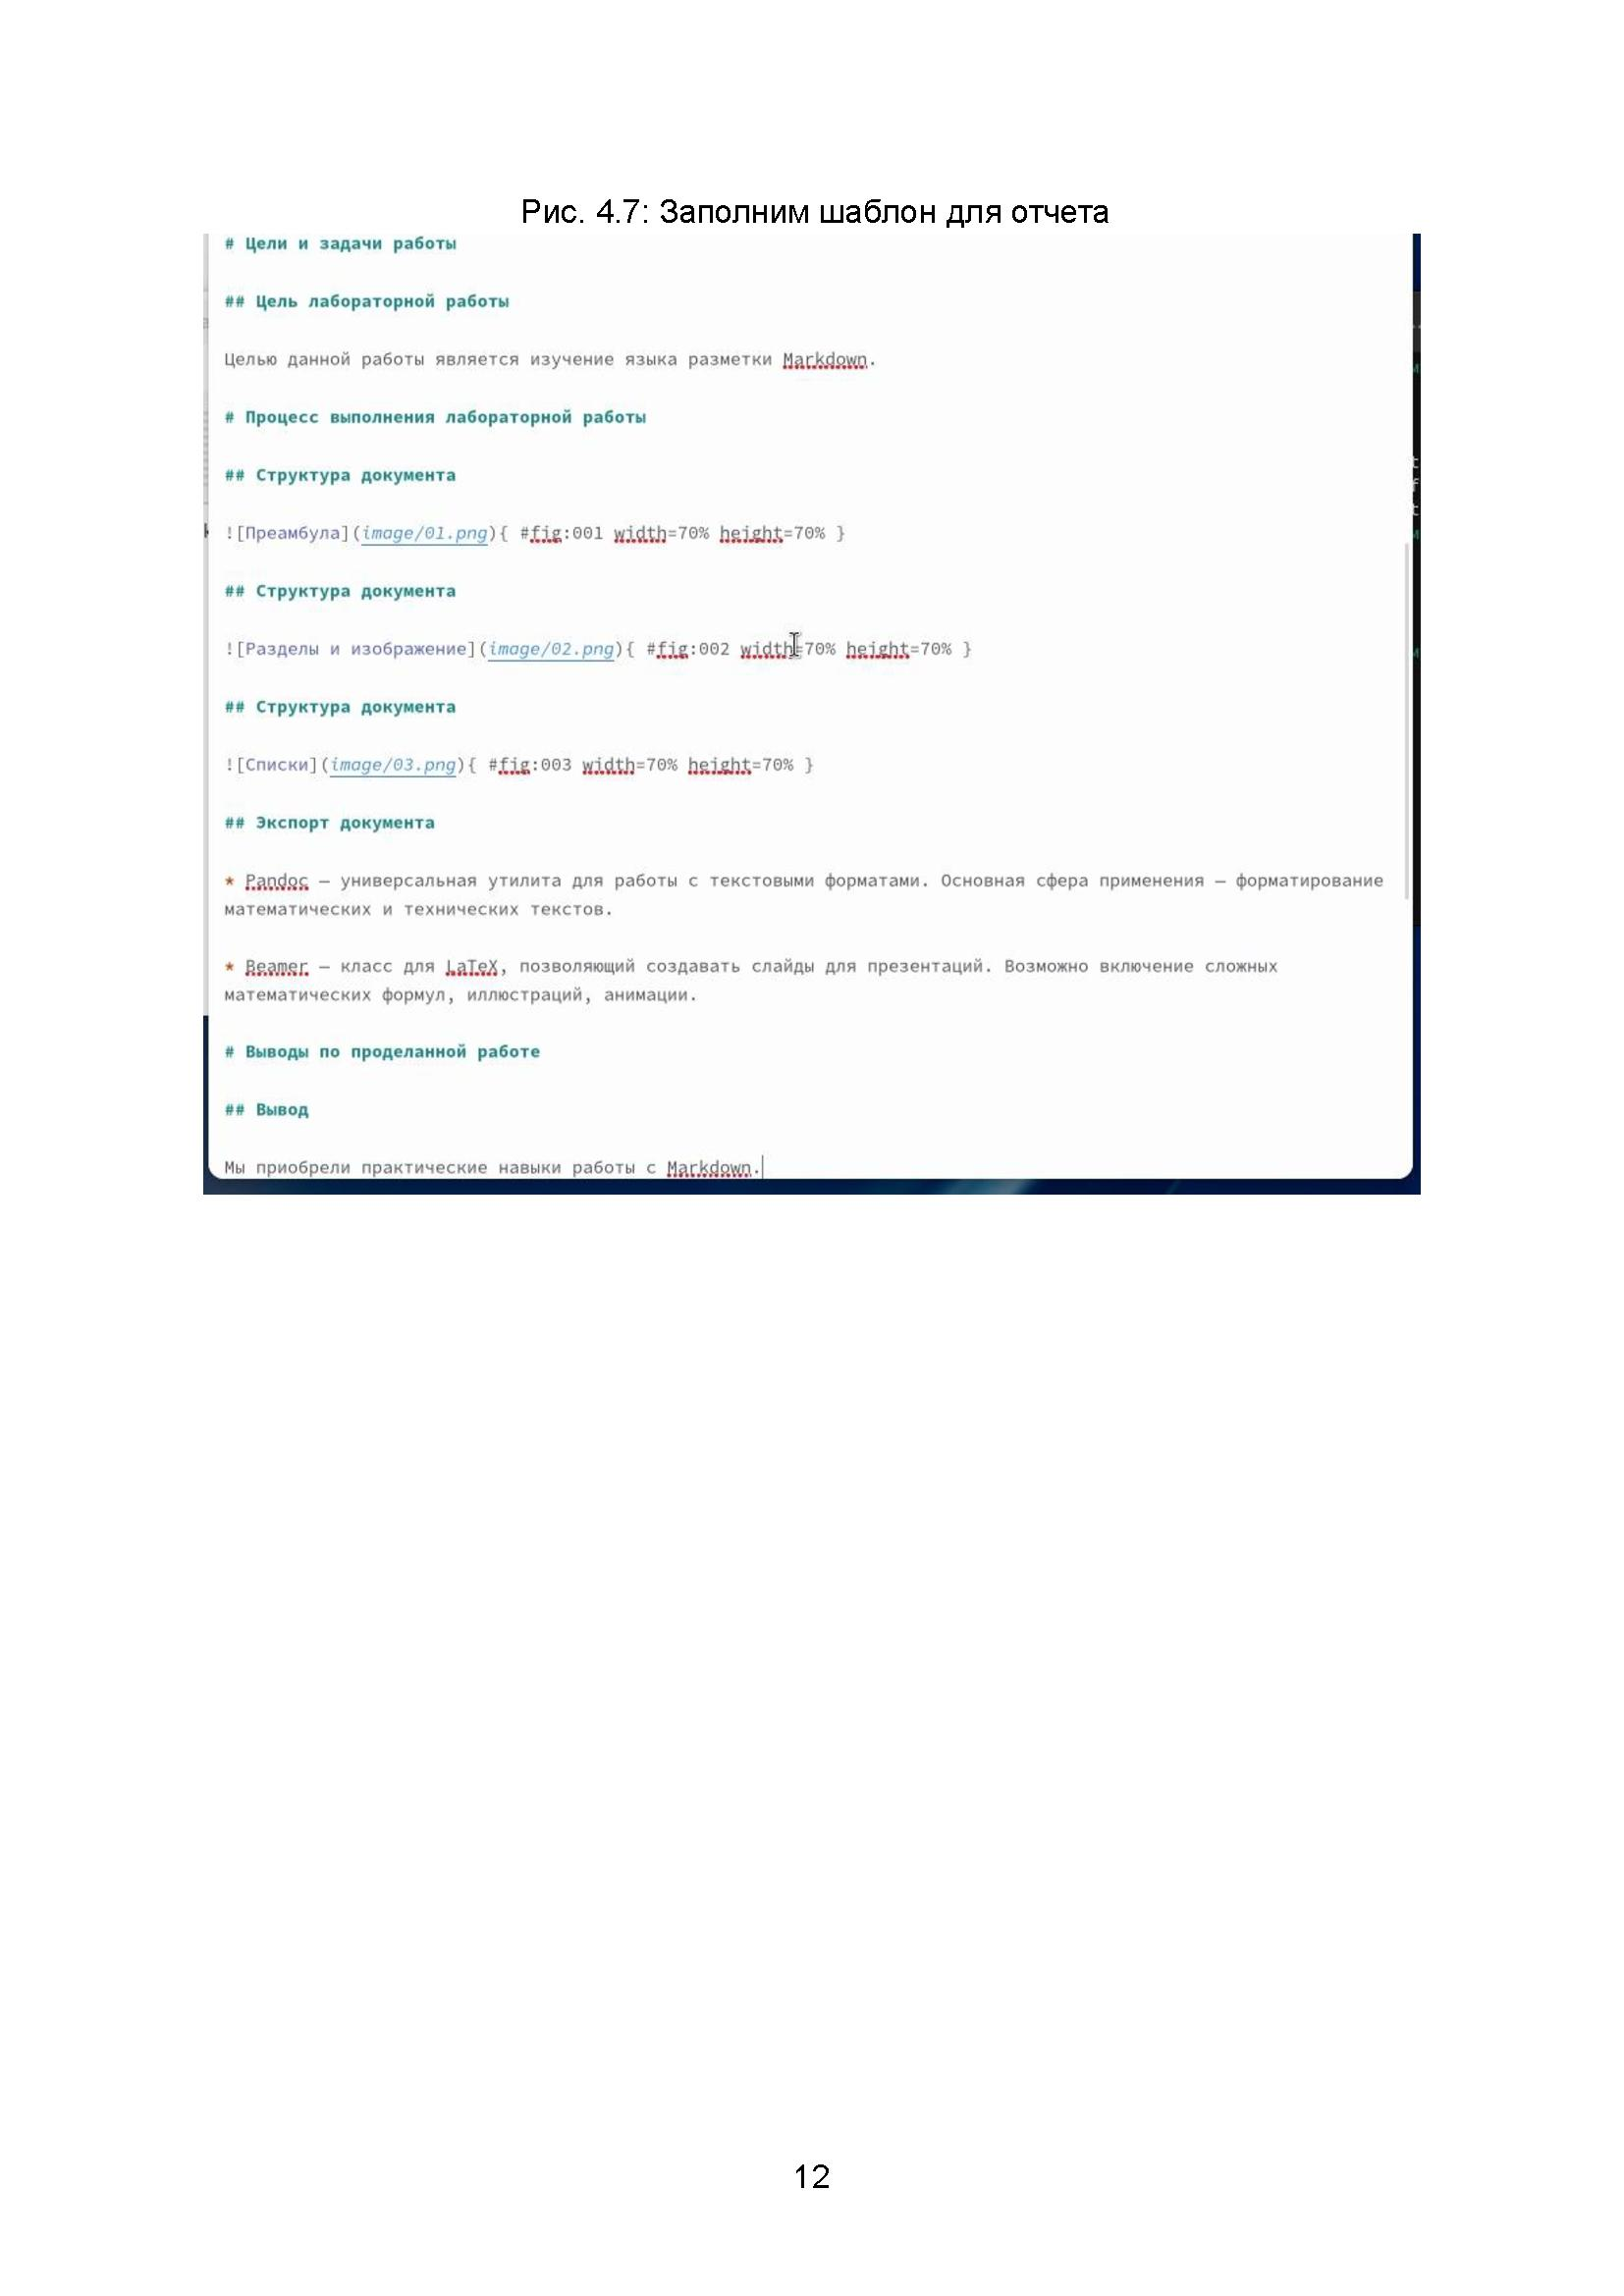 Рис. 4.7: Заполним шаблон для отчета
# Цели и задачи работы
## Цель лабораторной работы
Целью данной работы является изучение языка разметки Markdown.
# Процесс выполнения лабораторной работы
## Структура документа
![Преамбула](image/01.png){ #fig:001 width=70% height=70% }
## Структура документа
![Разделы и изображение](image/02.png){ #fig:002 width=70% height=70% }
## Структура документа
![Списки](image/03.png){ #fig:003 width=70% height=70% }
## Экспорт документа
* Pandoc — универсальная утилита для работы с текстовыми форматами. Основная сфера применения — форматирование
математических и технических текстов.
* Beamer — класс для LaTeX, позволяющий создавать слайды для презентаций. Возможно включение сложных
математических формул, иллюстраций, анимации.
# Выводы по проделанной работе
## Вывод
Мы приобрели практические навыки работы с Markdown.
12